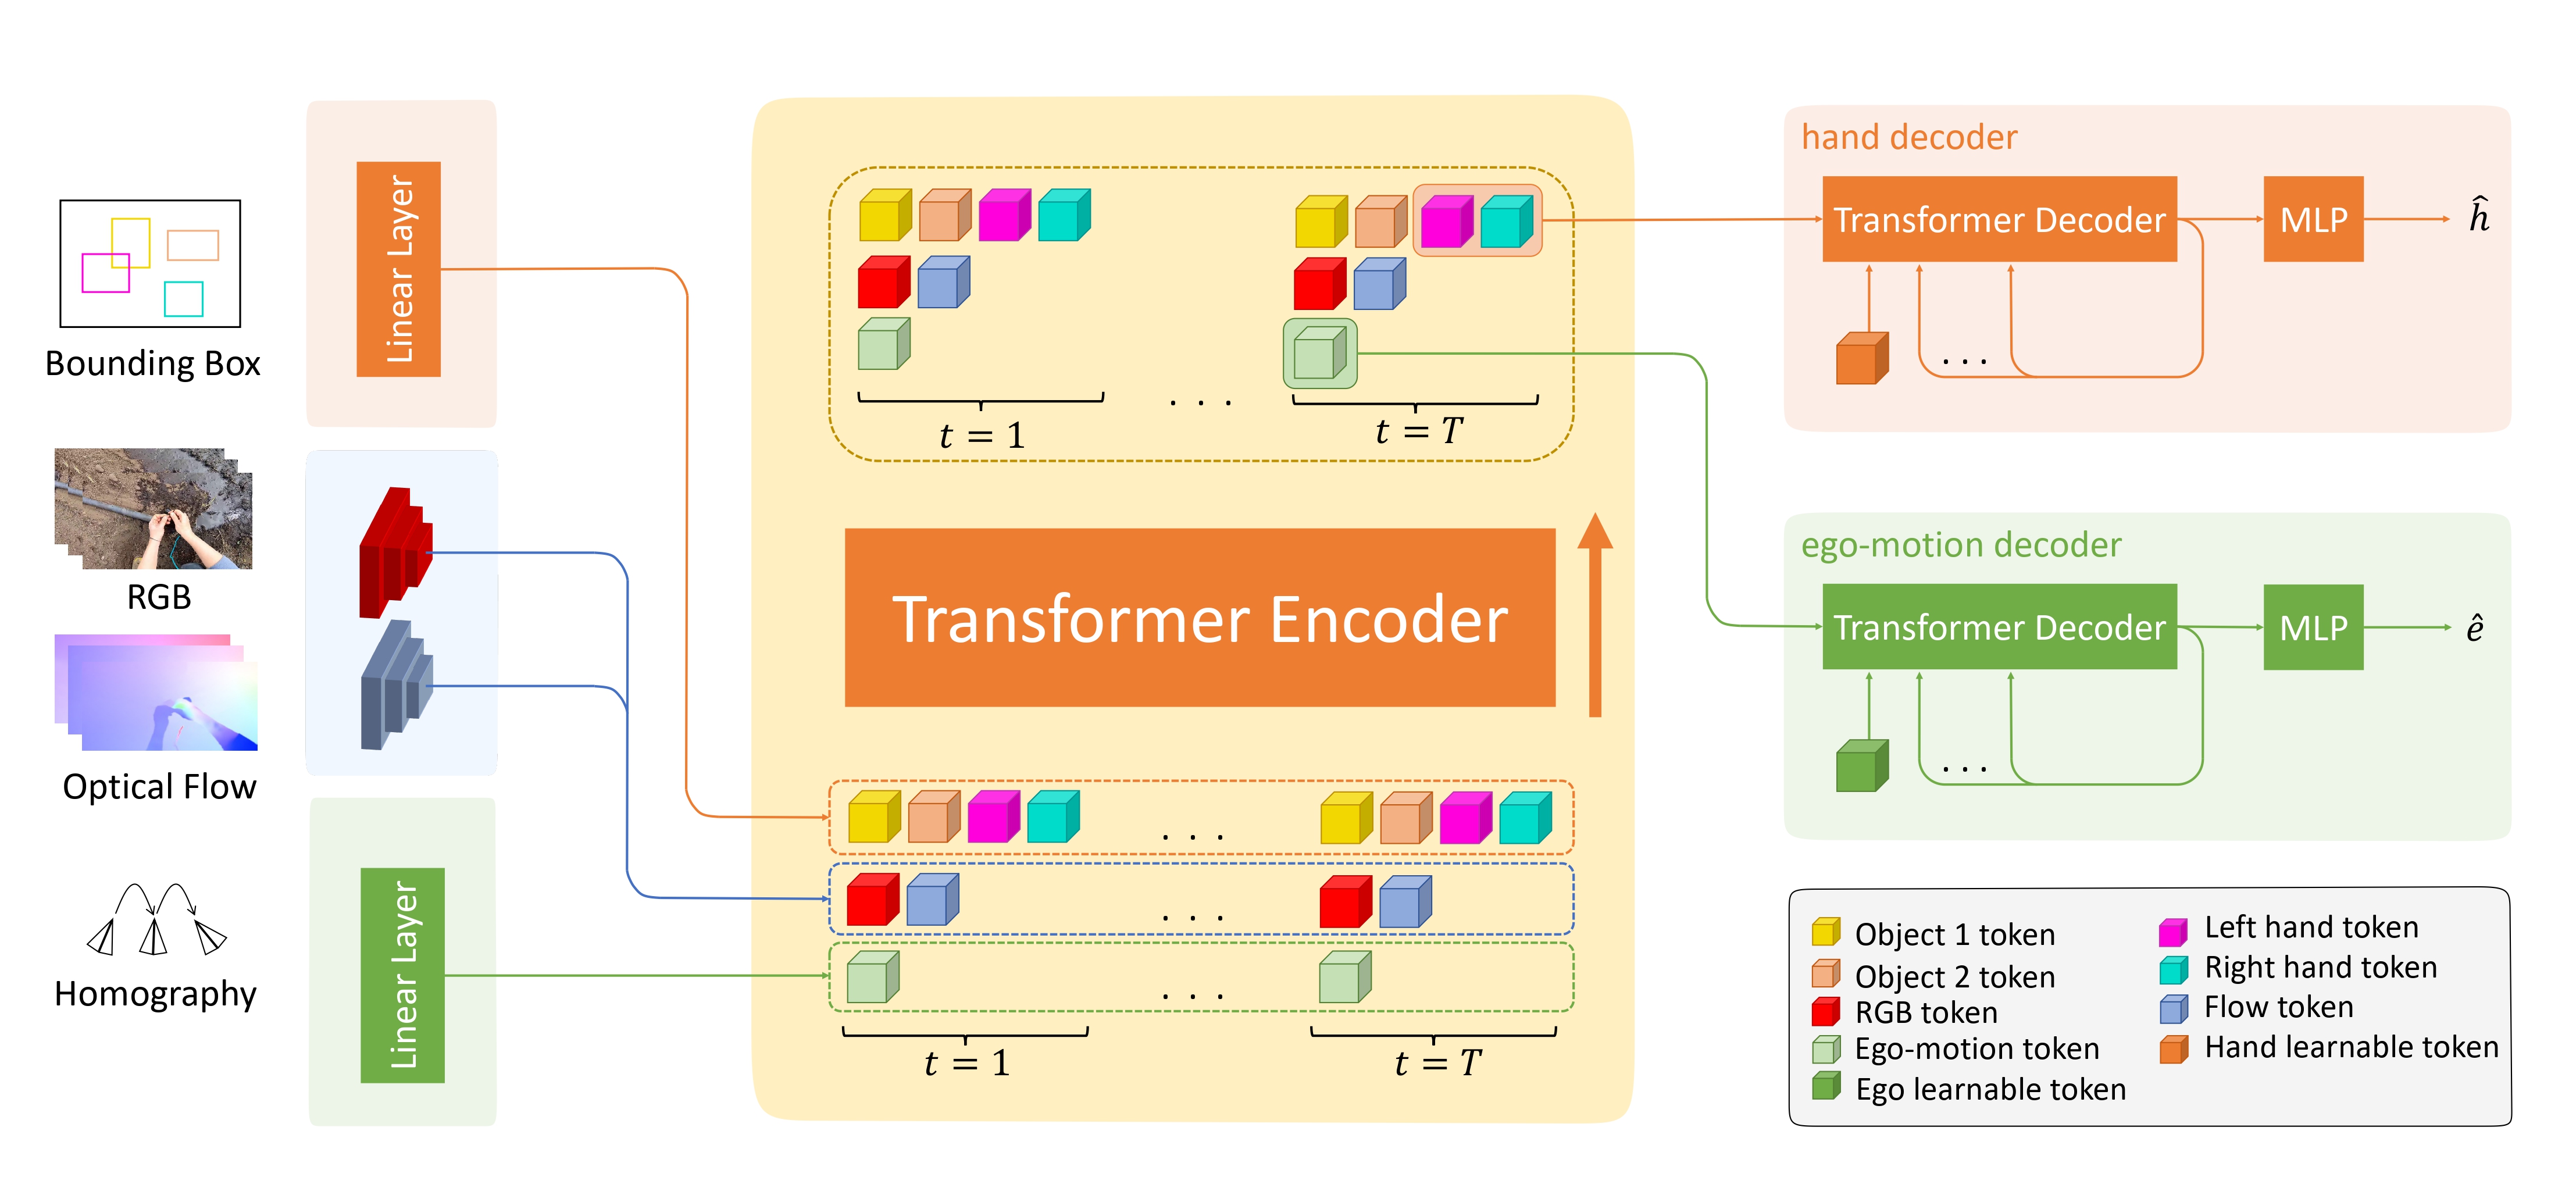 Bounding Box
RGB
Optical Flow
Homography
Linear Layer
Linear Layer
t = 1
. . .
t = T
Transformer Encoder
. . .
. . .
. . .
t = 1
t = T
hand decoder
Transformer Decoder
MLP
ĥ
. . .
ego-motion decoder
Transformer Decoder
MLP
ê
. . .
Object 1 token
Object 2 token
RGB token
Ego-motion token
Ego learnable token
Left hand token
Right hand token
Flow token
Hand learnable token